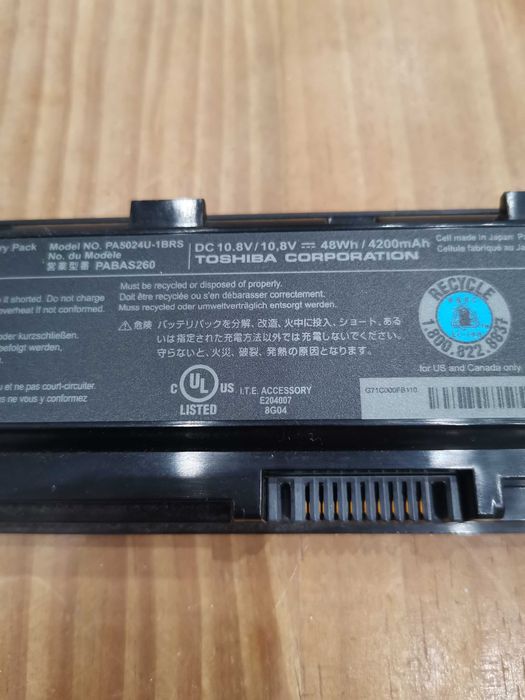 ry Pack
Model NO. PA5024U-1BRS
No. du Modèle
営業型番 PABAS260
DC 10.8V/10,8V 48Wh/4200mAh
TOSHIBA CORPORATION
Cell made in Japan
Cellule fabriqué au
if shorted. Do not charge
overheat if not conformed.
Must be recycled or disposed of properly.
Doit être recyclée ou se débarasser correctement.
Muss recycled oder umweltverträglich entsorgt werden.
kurzschließen.
befolgt werden,
危険 バッテリパックを分解、改造、火中に投入、ショート、ある
いは指定された充電方法以外では充電しないでください。
守らないと、火災、破裂、発熱の原因となります。
u et ne pas court-circuiter.
s ne vous y conformez
C UL US
LISTED
I.T.E. ACCESSORY
E204007
8G04
RECYCLE
1.800.822.8837
for US and Canada only
G71C000FB110